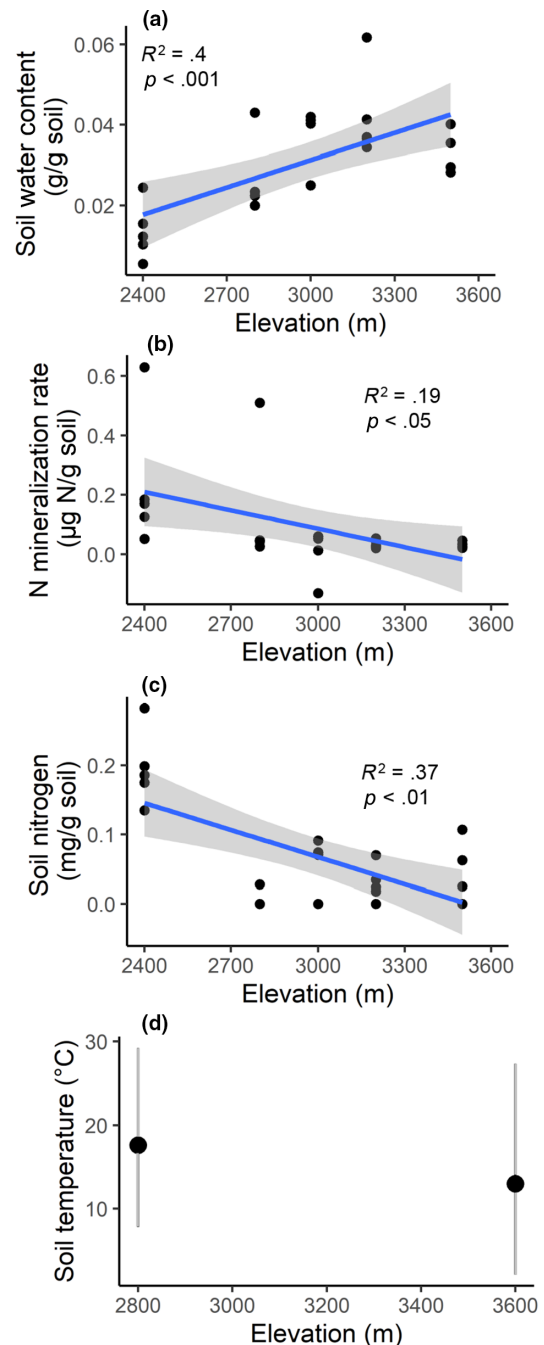 (a)
R² = .4
p < .001
0.06
0.04
0.02
Soil water content
(g/g soil)
2400 2700 3000 3300 3600
Elevation (m)
(b)
R² = .19
p < .05
0.6
0.4
0.2
0.0
N mineralization rate
(µg N/g soil)
2400 2700 3000 3300 3600
Elevation (m)
(c)
R² = .37
p < .01
0.2
0.1
0.0
Soil nitrogen
(mg/g soil)
2400 2700 3000 3300 3600
Elevation (m)
(d)
30
20
10
Soil temperature (°C)
2800 3000 3200 3400 3600
Elevation (m)